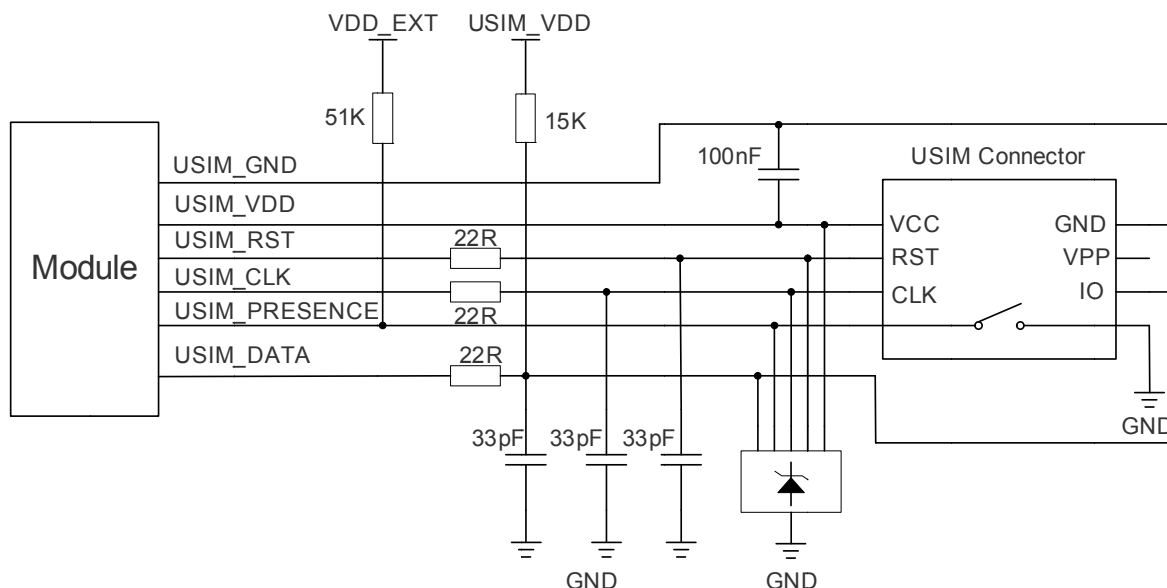 VDD_EXT USIM_VDD
51K 15K
100nF USIM Connector
USIM_GND
USIM_VDD
VCC GND
USIM_RST 22R
RST VPP
Module
USIM_CLK
CLK IO
USIM_PRESENCE 22R
USIM_DATA 22R
GND
33pF 33pF 33pF
GND GND